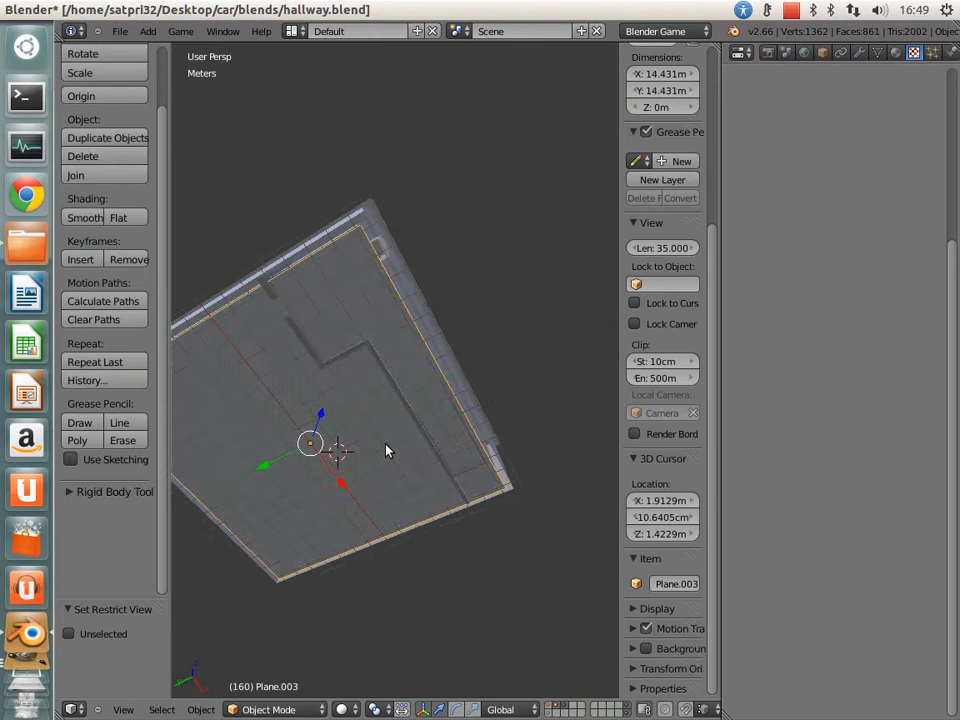 Blender* [/home/satpri32/Desktop/car/blends/hallway.blend]
16:49
File Add Game Window Help
Default
Scene
Blender Game
v2.66 | Verts:1362 | Faces:861 | Tris:2002 | Obje
Rotate
Scale
Origin
Object:
Duplicate Objects
Delete
Join
Shading:
Smooth Flat
Keyframes:
Insert Remove
Motion Paths:
Calculate Paths
Clear Paths
Repeat:
Repeat Last
History...
Grease Pencil:
Draw Line
Poly Erase
Use Sketching
Rigid Body Tool
Set Restrict View
Unselected
User Persp
Meters
(160) Plane.003
Dimensions:
X: 14.431m
Y: 14.431m
Z: 0m
Grease Pe
New
New Layer
Delete F Convert
View
Len: 35.000
Lock to Object:
Lock to Curs
Lock Camer
Clip:
St: 10cm
En: 500m
Local Camera:
Camera
Render Bord
3D Cursor
Location:
X: 1.9129m
10.6405cm
Z: 1.4229m
Item
Plane.003
Display
Motion Tra
Backgroun
Transform Ori
Properties
View Select Object
Object Mode
Global